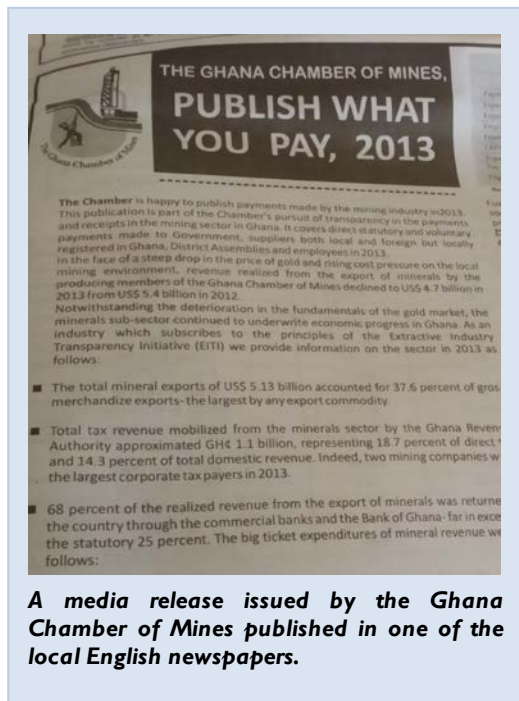 THE GHANA CHAMBER OF MINES,
PUBLISH WHAT
YOU PAY, 2013
The Ghana Chamber of Mines
The Chamber is happy to publish payments made by the mining industry in2013.
This publication is part of the Chamber's pursuit of transparency in the payments
and receipts in the mining sector in Ghana. It covers direct statutory and voluntary
payments made to Government, suppliers both local and foreign but locally
registered in Ghana, District Assemblies and employees in 2013.
In the face of a steep drop in the price of gold and rising cost pressure on the local
mining environment, revenue realized from the export of minerals by the
producing members of the Ghana Chamber of Mines declined to US$ 4.7 billion in
2013 from US$ 5.4 billion in 2012.
Notwithstanding the deterioration in the fundamentals of the gold market, the
minerals sub-sector continued to underwrite economic progress in Ghana. As an
industry which subscribes to the principles of the Extractive Industry
Transparency Initiative (EITI) we provide information on the sector in 2013 as
follows:
■ The total mineral exports of US$ 5.13 billion accounted for 37.6 percent of gros
merchandize exports- the largest by any export commodity.
■ Total tax revenue mobilized from the minerals sector by the Ghana Reven
Authority approximated GH¢ 1.1 billion, representing 18.7 percent of direct
and 14.3 percent of total domestic revenue. Indeed, two mining companies w
the largest corporate tax payers in 2013.
■ 68 percent of the realized revenue from the export of minerals was returne
the country through the commercial banks and the Bank of Ghana- far in exce
the statutory 25 percent. The big ticket expenditures of mineral revenue we
follows:
A media release issued by the Ghana
Chamber of Mines published in one of the
local English newspapers.